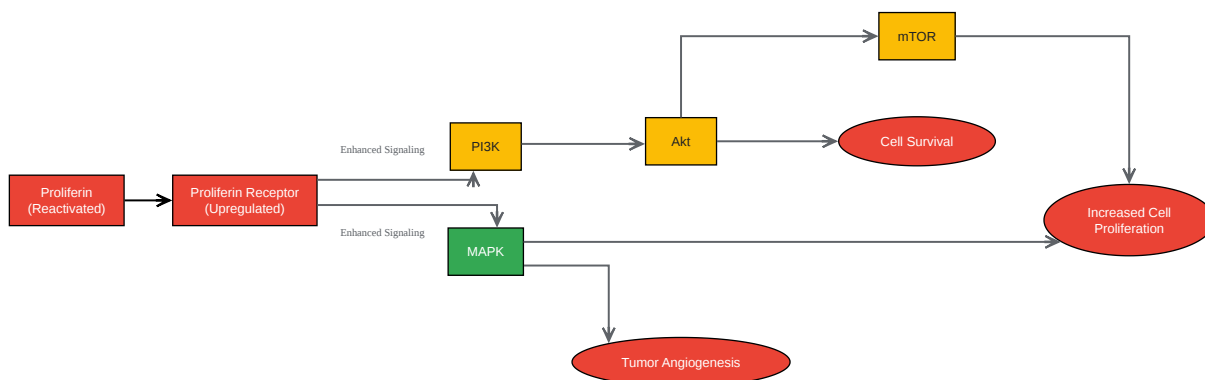 mTOR
Enhanced Signaling
PI3K
Akt
Cell Survival
Proliferin
(Reactivated)
Proliferin Receptor
(Upregulated)
Increased Cell
Proliferation
Enhanced Signaling
MAPK
Tumor Angiogenesis